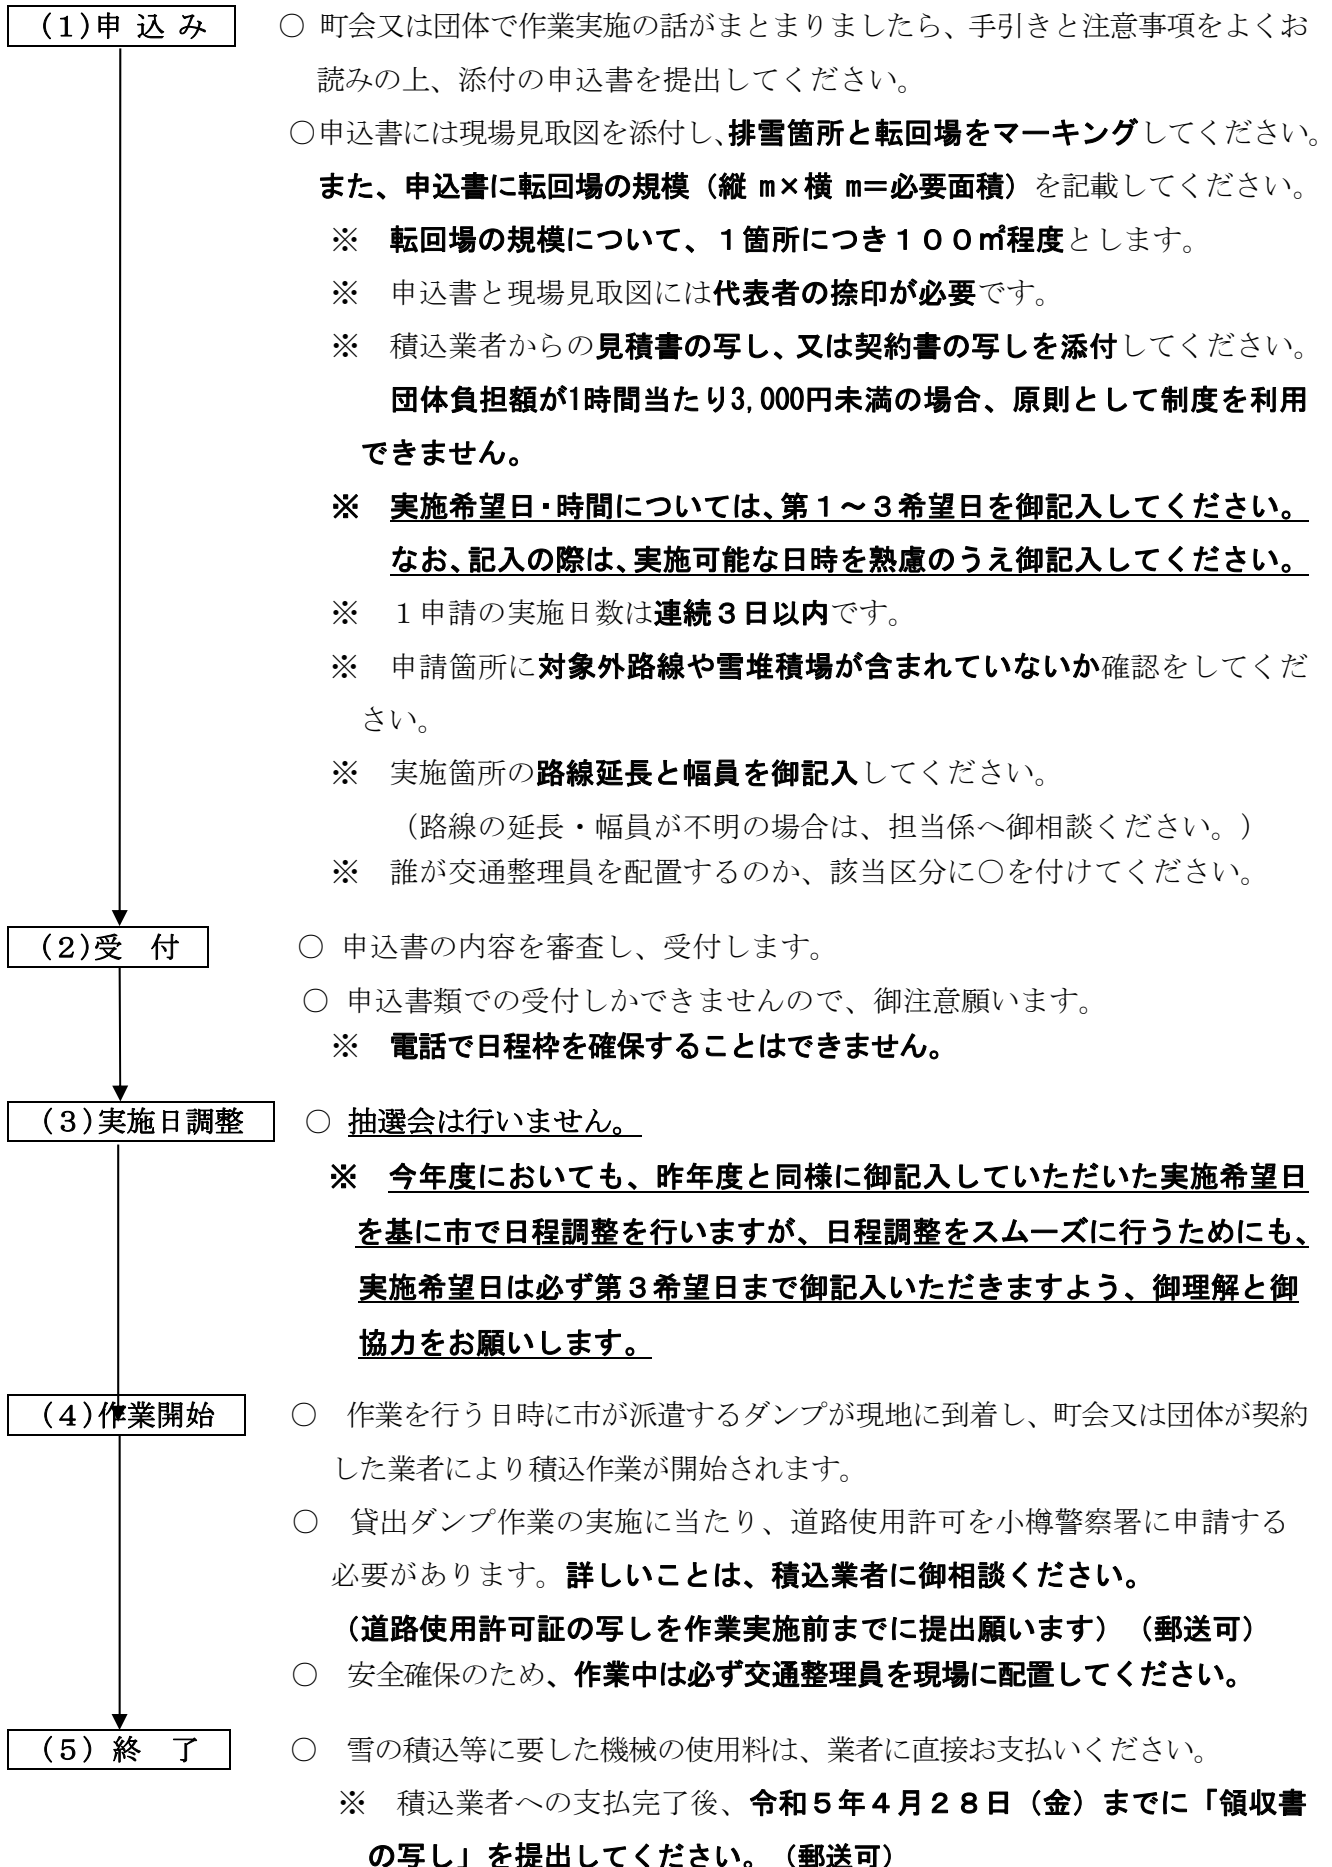 (1)申 込 み
○ 町会又は団体で作業実施の話がまとまりましたら、手引きと注意事項をよくお
読みの上、添付の申込書を提出してください。
○申込書には現場見取図を添付し、排雪箇所と転回場をマーキングしてください。
また、申込書に転回場の規模（縦 m×横 m＝必要面積）を記載してください。
※　転回場の規模について、１箇所につき１００㎡程度とします。
※　申込書と現場見取図には代表者の捨印が必要です。
※　積込業者からの見積書の写し、又は契約書の写しを添付してください。
団体負担額が1時間当たり3,000円未満の場合、原則として制度を利用
できません。
※　実施希望日・時間については、第１～３希望日を御記入してください。
なお、記入の際は、実施可能な日時を熟慮のうえ御記入してください。
※　１申請の実施日数は連続３日以内です。
※　申請箇所に対象外路線や雪堆積場が含まれていないか確認をしてくだ
さい。
※　実施箇所の路線延長と幅員を御記入してください。
（路線の延長・幅員が不明の場合は、担当係へ御相談ください。）
※　誰が交通整理員を配置するのか、該当区分に○を付けてください。
(２)受　付
○ 申込書の内容を審査し、受付します。
○ 申込書類での受付しかできませんので、御注意願います。
※　電話で日程枠を確保することはできません。
(３)実施日調整
○ 抽選会は行いません。
※　今年度においても、昨年度と同様に御記入していただいた実施希望日
を基に市で日程調整を行いますが、日程調整をスムーズに行うためにも、
実施希望日は必ず第３希望日まで御記入いただきますよう、御理解と御
協力をお願いします。
(４)作業開始
○　作業を行う日時に市が派遣するダンプが現地に到着し、町会又は団体が契約
した業者により積込作業が開始されます。
○　貸出ダンプ作業の実施に当たり、道路使用許可を小樽警察署に申請する
必要があります。詳しいことは、積込業者に御相談ください。
（道路使用許可証の写しを作業実施前までに提出願います）（郵送可）
○　安全確保のため、作業中は必ず交通整理員を現場に配置してください。
(５) 終　了
○　雪の積込等に要した機械の使用料は、業者に直接お支払いください。
※　積込業者への支払完了後、令和５年４月２８日（金）までに「領収書
の写し」を提出してください。（郵送可）